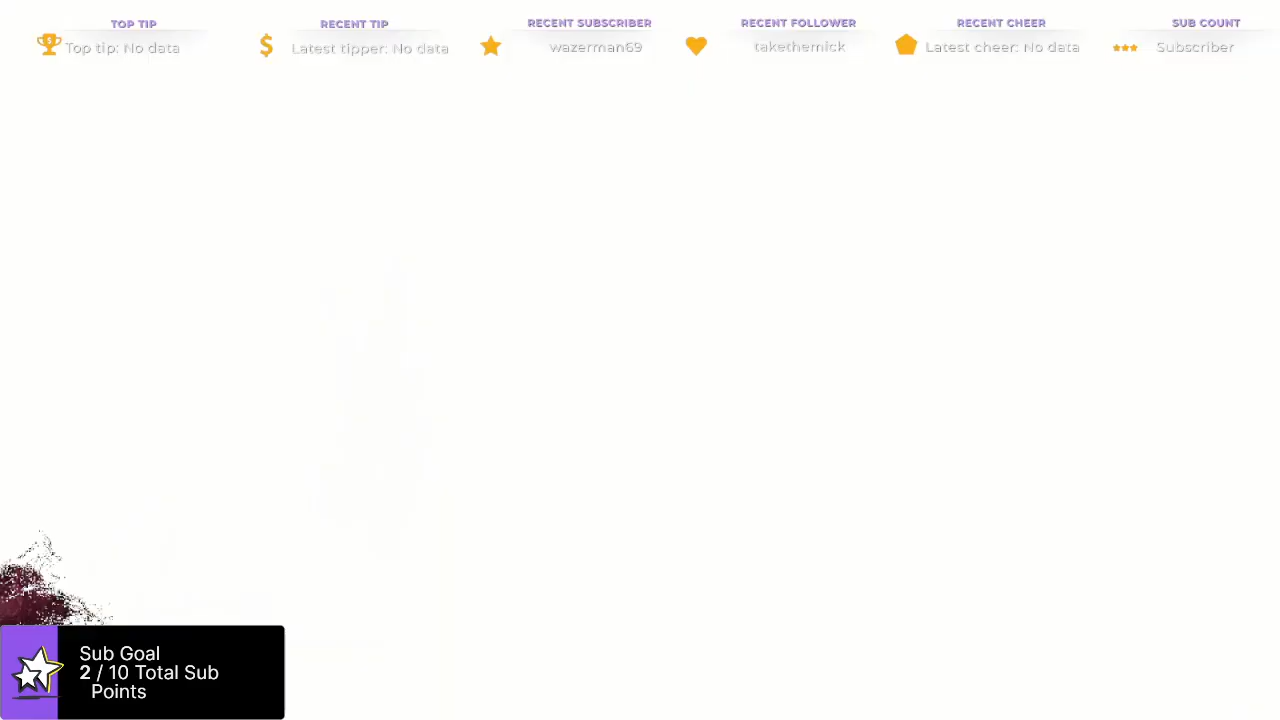 TOP TIP
Top tip: No data
RECENT TIP
Latest tipper: No data
RECENT SUBSCRIBER
wazerman69
RECENT FOLLOWER
takethemick
RECENT CHEER
Latest cheer: No data
SUB COUNT
Subscriber
Sub Goal
2 / 10 Total Sub
Points